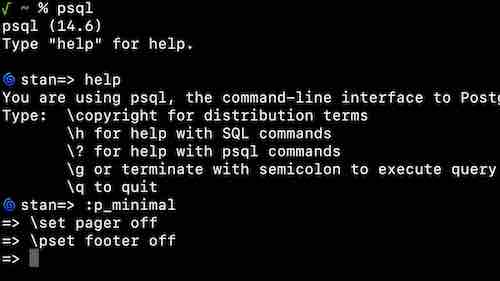 √ ~ % psql
psql (14.6)
Type "help" for help.
🌀 stan=> help
You are using psql, the command-line interface to Postg
Type:  \copyright for distribution terms
       \h for help with SQL commands
       \? for help with psql commands
       \g or terminate with semicolon to execute query
       \q to quit
🌀 stan=> :p_minimal
=> \set pager off
=> \pset footer off
=>